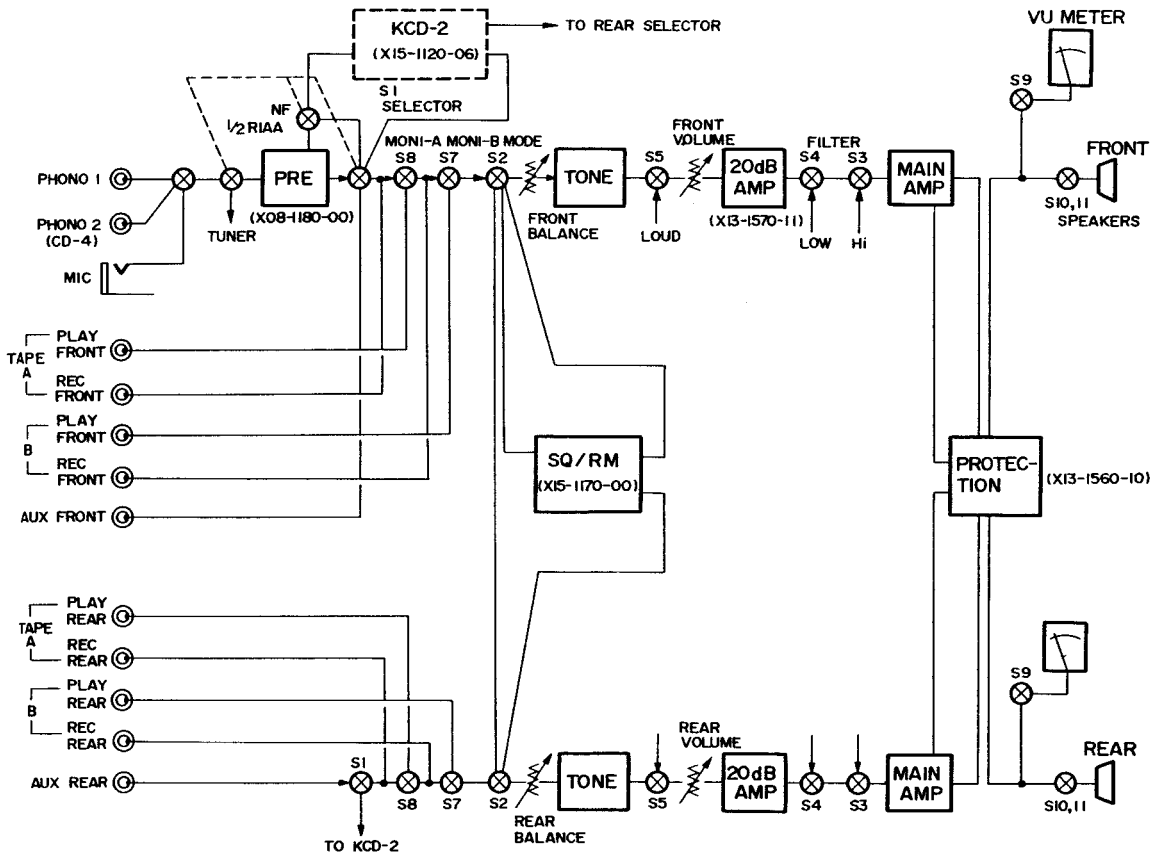 KCD-2
(X15-1120-06)
TO REAR SELECTOR
VU METER
S1
SELECTOR
NF
1/2 RIAA
S9
MONI-A MONI-B MODE
S8 S7 S2
FRONT
VOLUME
S5
FILTER
S4 S3
PHONO 1
PRE
(X08-1180-00)
TONE
20dB
AMP
(X13-1570-11)
MAIN
AMP
FRONT
S10,11
SPEAKERS
PHONO 2
(CD-4)
TUNER
FRONT
BALANCE
LOUD
LOW
Hi
MIC
TAPE
A
PLAY
FRONT
REC
FRONT
B
PLAY
FRONT
REC
FRONT
AUX FRONT
SQ/RM
(X15-1170-00)
PROTEC-
TION
(X13-1560-10)
TAPE
A
PLAY
REAR
REC
REAR
B
PLAY
REAR
REC
REAR
AUX REAR
S1
TO KCD-2
S8
S7
S2
REAR
BALANCE
TONE
S5
REAR
VOLUME
20dB
AMP
S4
S3
MAIN
AMP
S9
REAR
S10,11